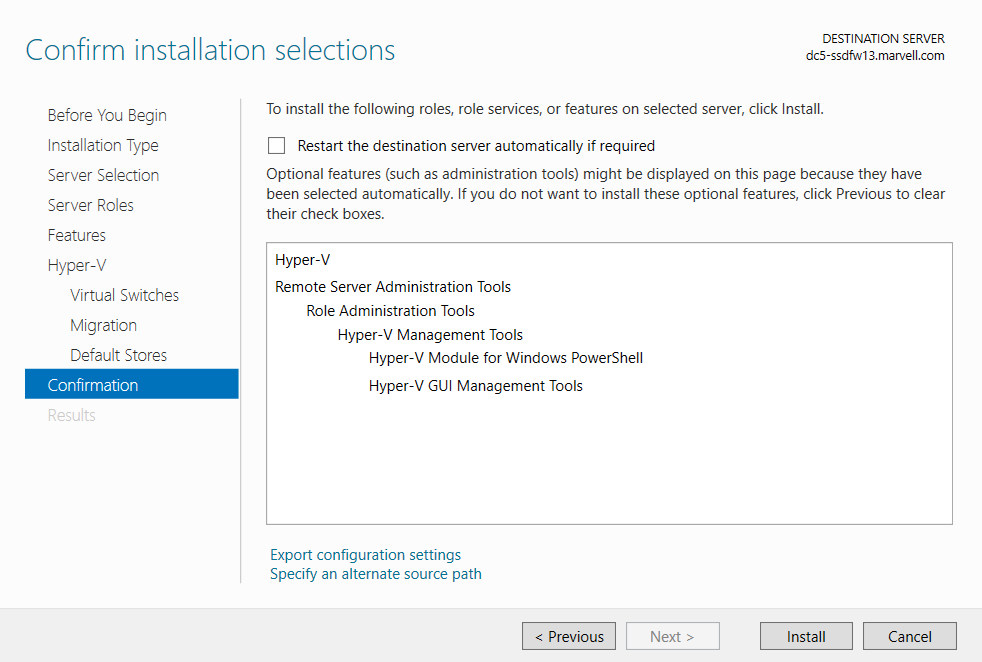 Confirm installation selections
DESTINATION SERVER
dc5-ssdfw13.marvell.com
Before You Begin
Installation Type
Server Selection
Server Roles
Features
Hyper-V
Virtual Switches
Migration
Default Stores
Confirmation
Results
To install the following roles, role services, or features on selected server, click Install.
Restart the destination server automatically if required
Optional features (such as administration tools) might be displayed on this page because they have
been selected automatically. If you do not want to install these optional features, click Previous to clear
their check boxes.
Hyper-V
Remote Server Administration Tools
Role Administration Tools
Hyper-V Management Tools
Hyper-V Module for Windows PowerShell
Hyper-V GUI Management Tools
Export configuration settings
Specify an alternate source path
< Previous
Next >
Install
Cancel